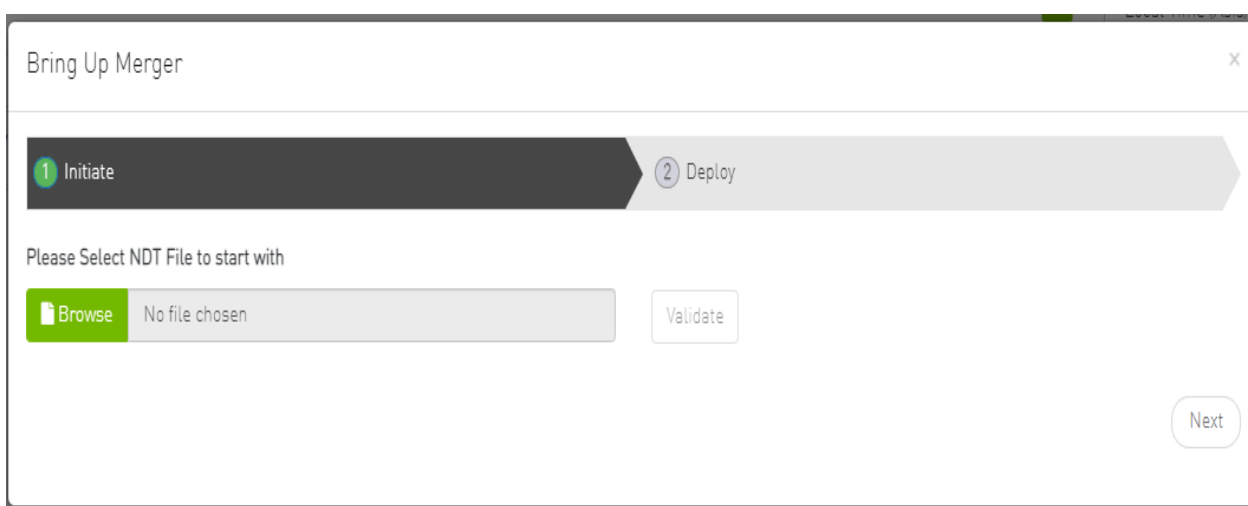 Bring Up Merger
x
1 Initiate
2 Deploy
Please Select NDT File to start with
Browse No file chosen Validate
Next